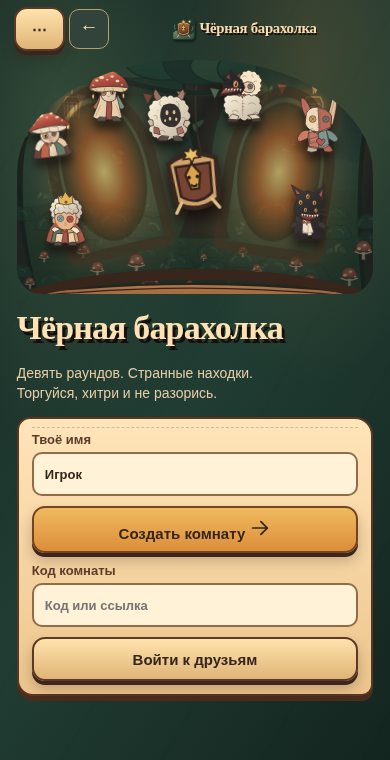 ...
←
Чёрная барахолка
Чёрная барахолка
Девять раундов. Странные находки.
Торгуйся, хитри и не разорись.
Твоё имя
Игрок
Создать комнату →
Код комнаты
Код или ссылка
Войти к друзьям